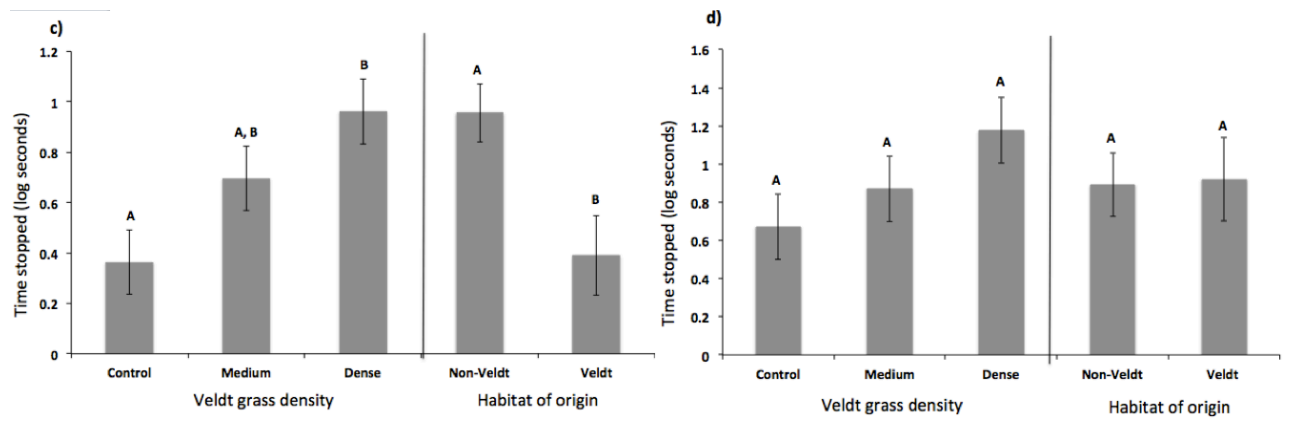 c)
Time stopped (log seconds)
1.2
1
0.8
0.6
0.4
0.2
0
A
A, B
B
A
B
Control
Medium
Dense
Non-Veldt
Veldt
Veldt grass density
Habitat of origin
d)
Time stopped (log seconds)
1.6
1.4
1.2
1
0.8
0.6
0.4
0.2
0
A
A
A
A
A
Control
Medium
Dense
Non-Veldt
Veldt
Veldt grass density
Habitat of origin